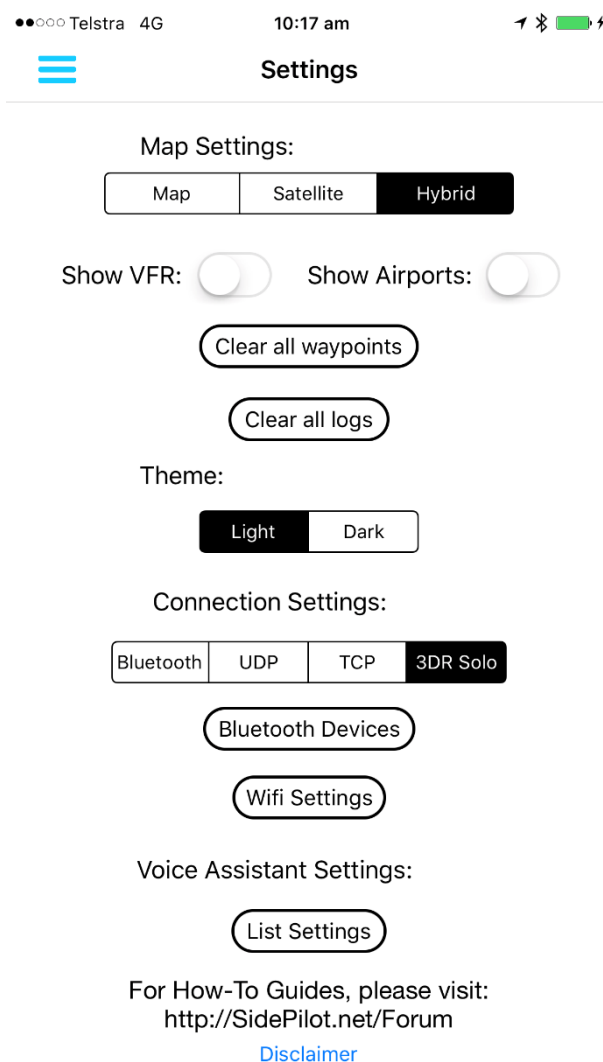 Telstra 4G 10:17 am
Settings
Map Settings:
Map Satellite Hybrid
Show VFR: Show Airports:
Clear all waypoints
Clear all logs
Theme:
Light Dark
Connection Settings:
Bluetooth UDP TCP 3DR Solo
Bluetooth Devices
Wifi Settings
Voice Assistant Settings:
List Settings
For How-To Guides, please visit:
http://SidePilot.net/Forum
Disclaimer